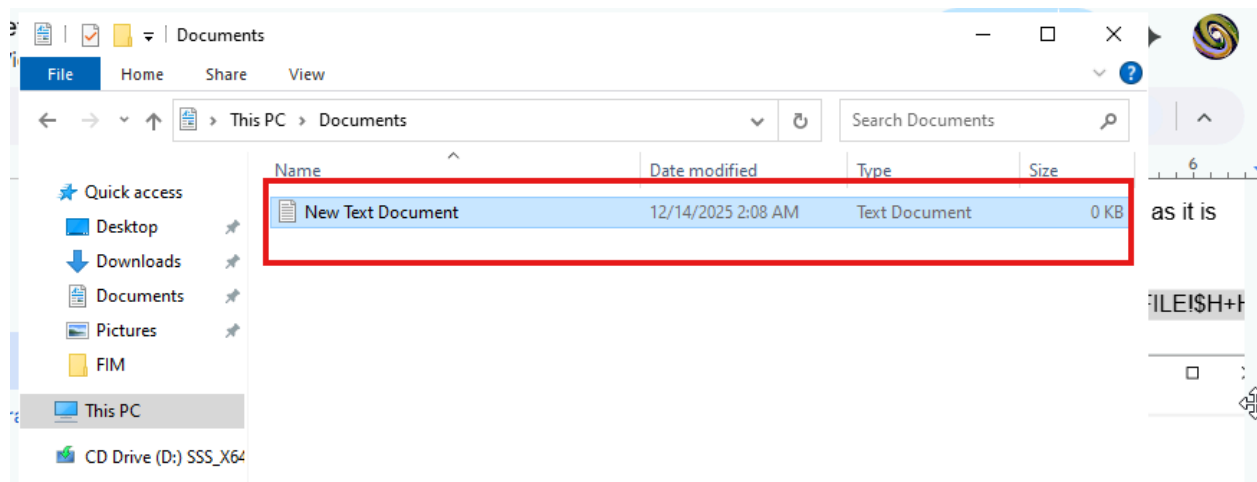 Documents
File Home Share View
This PC > Documents
Search Documents
Name Date modified Type Size
6
Quick access
New Text Document 12/14/2025 2:08 AM Text Document 0 KB
as it is
Desktop
Downloads
Documents
FILE!$H+H
Pictures
FIM
This PC
CD Drive (D:) SSS_X64